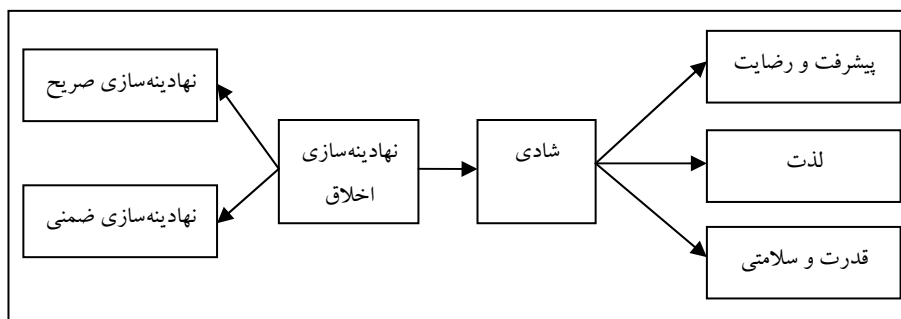 نهادینه‌سازی صریح
نهادینه‌سازی ضمنی
نهادینه‌سازی
اخلاق
شادی
پیشرفت و رضایت
لذت
قدرت و سلامتی